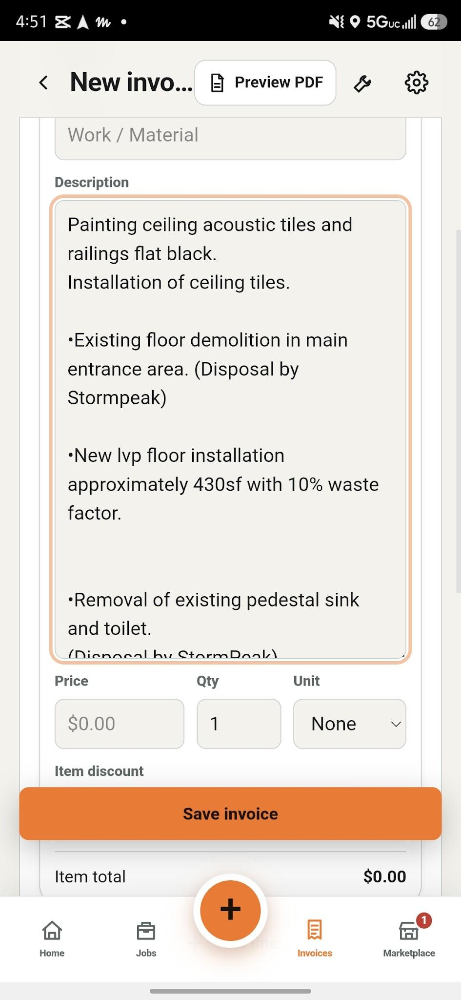 4:51
5GUC
62
New invo...
Preview PDF
Work / Material
Description
Painting ceiling acoustic tiles and
railings flat black.
Installation of ceiling tiles.
•Existing floor demolition in main
entrance area. (Disposal by
Stormpeak)
•New lvp floor installation
approximately 430sf with 10% waste
factor.
•Removal of existing pedestal sink
and toilet.
(Disposal by StormPeak)
Price
Qty
Unit
$0.00
1
None
Item discount
Save invoice
Item total
$0.00
+
Home
Jobs
Invoices
1
Marketplace